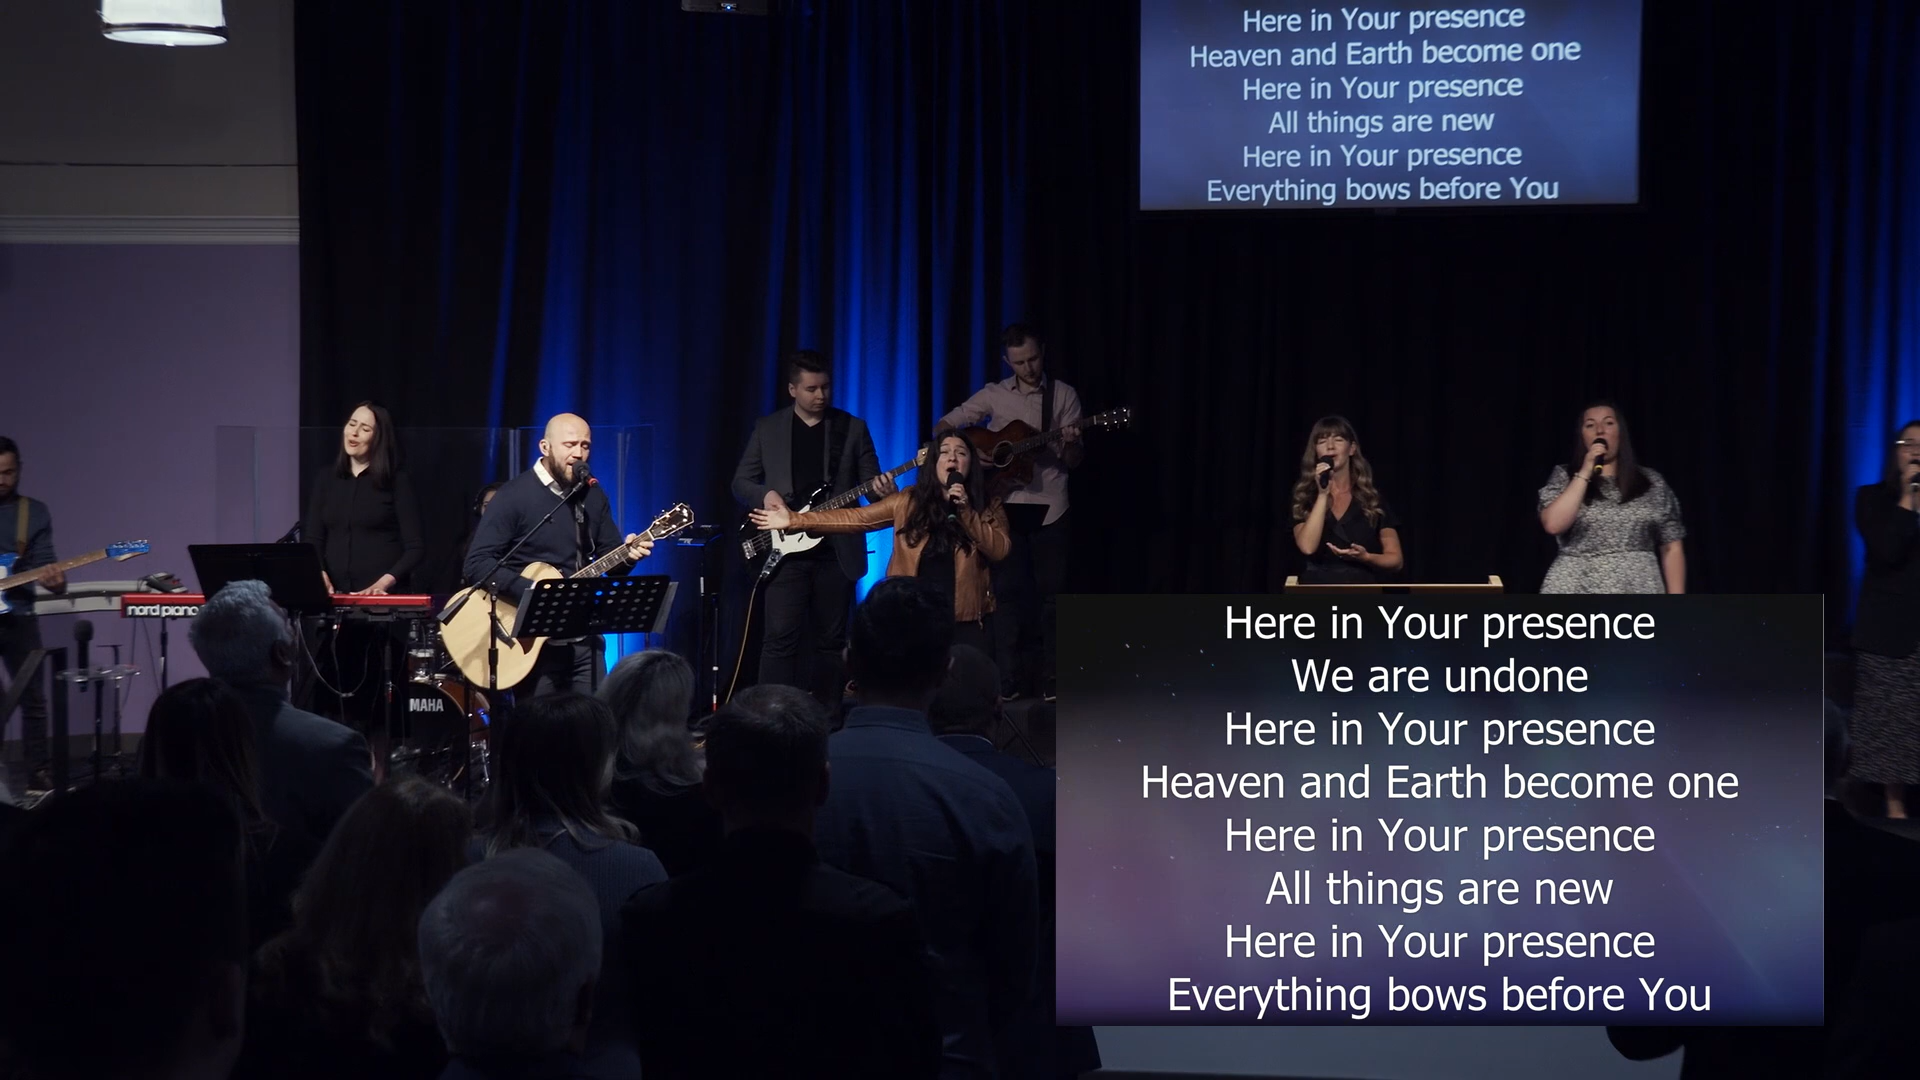 Here in Your presence
Heaven and Earth become one
Here in Your presence
All things are new
Here in Your presence
Everything bows before You
nord piano
MAHA
Here in Your presence
We are undone
Here in Your presence
Heaven and Earth become one
Here in Your presence
All things are new
Here in Your presence
Everything bows before You